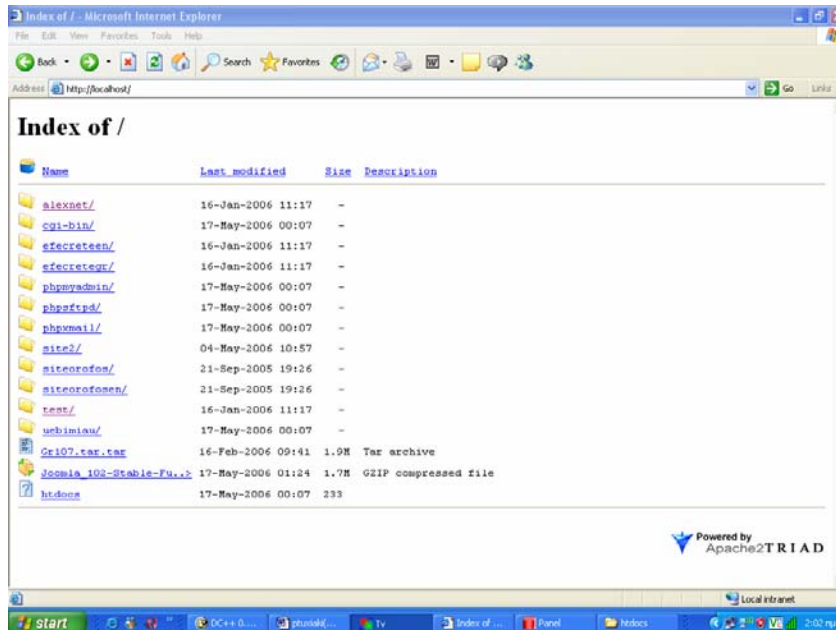 Index of / - Microsoft Internet Explorer
File Edit View Favorites Tools Help
Back Search Favorites
Address http://localhost/ Go Links
Index of /
Name Last modified Size Description
alexnet/ 16-Jan-2006 11:17 -
cgi-bin/ 17-May-2006 00:07 -
efecreteen/ 16-Jan-2006 11:17 -
efecretegr/ 16-Jan-2006 11:17 -
phpmyadmin/ 17-May-2006 00:07 -
phpsftpd/ 17-May-2006 00:07 -
phpxmail/ 17-May-2006 00:07 -
site2/ 04-May-2006 10:57 -
siteorofos/ 21-Sep-2005 19:26 -
siteorofosen/ 21-Sep-2005 19:26 -
test/ 16-Jan-2006 11:17 -
uebimiau/ 17-May-2006 00:07 -
Gr107.tar.tar 16-Feb-2006 09:41 1.9M Tar archive
Joomla_102-Stable-Fu..> 17-May-2006 01:24 1.7M GZIP compressed file
htdocs 17-May-2006 00:07 233
Powered by
Apache2TRIAD
Local intranet
start DC++ 0.... Tv Index of ... Panel htdocs 2:02 πμ